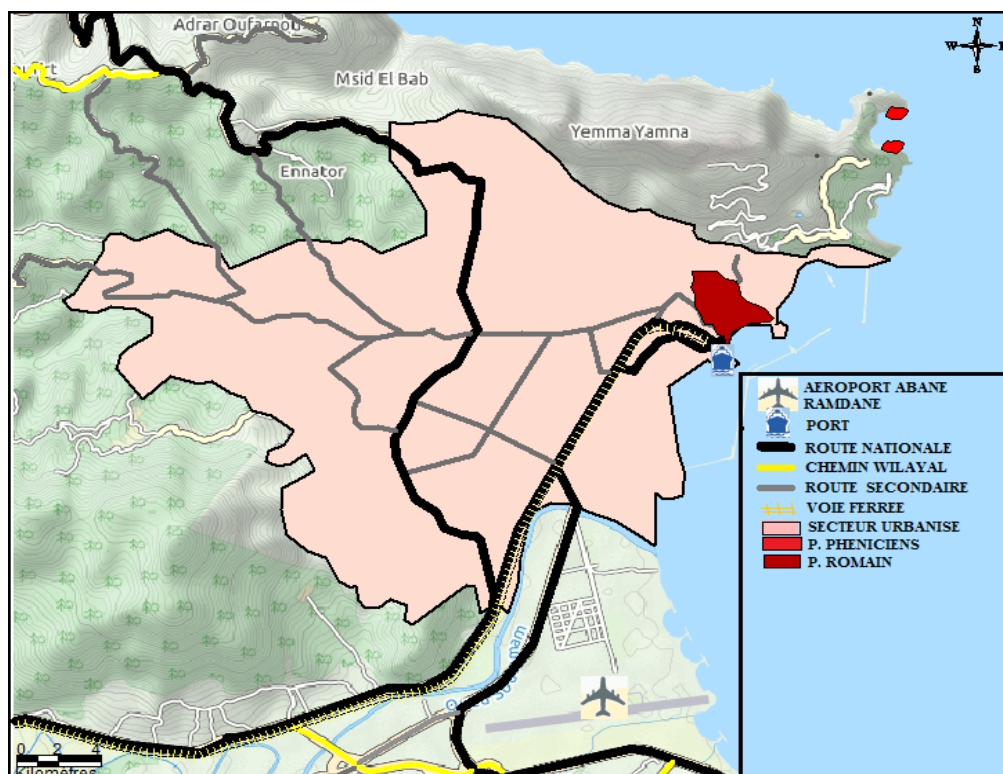 Adrar Oufarnou
N
W
E
S
Msid El Bab
Yemma Yamna
Ennator
AEROPORT ABANE
RAMDANE
PORT
ROUTE NATIONALE
CHEMIN WILAYAL
ROUTE SECONDAIRE
VOIE FERREE
SECTEUR URBANISE
P. PHENICIENS
P. ROMAIN
0 2 4
Kilomètres